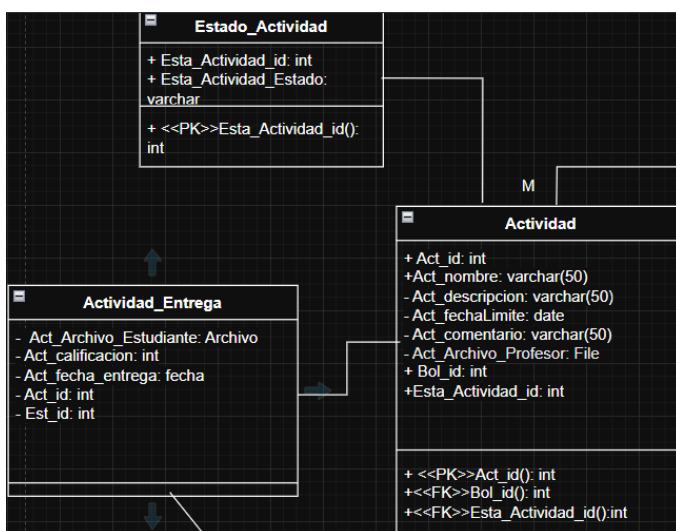 Estado_Actividad
+ Esta_Actividad_id: int
+ Esta_Actividad_Estado:
varchar
+ <<PK>>Esta_Actividad_id():
int
M
Actividad
+ Act_id: int
+Act_nombre: varchar(50)
- Act_descripcion: varchar(50)
- Act_fechaLimite: date
- Act_comentario: varchar(50)
- Act_Archivo_Profesor: File
+ Bol_id: int
+Esta_Actividad_id: int
+ <<PK>>Act_id(): int
+<<FK>>Bol_id(): int
+<<FK>>Esta_Actividad_id():int
Actividad_Entrega
- Act_Archivo_Estudiante: Archivo
- Act_calificacion: int
- Act_fecha_entrega: fecha
- Act_id: int
- Est_id: int